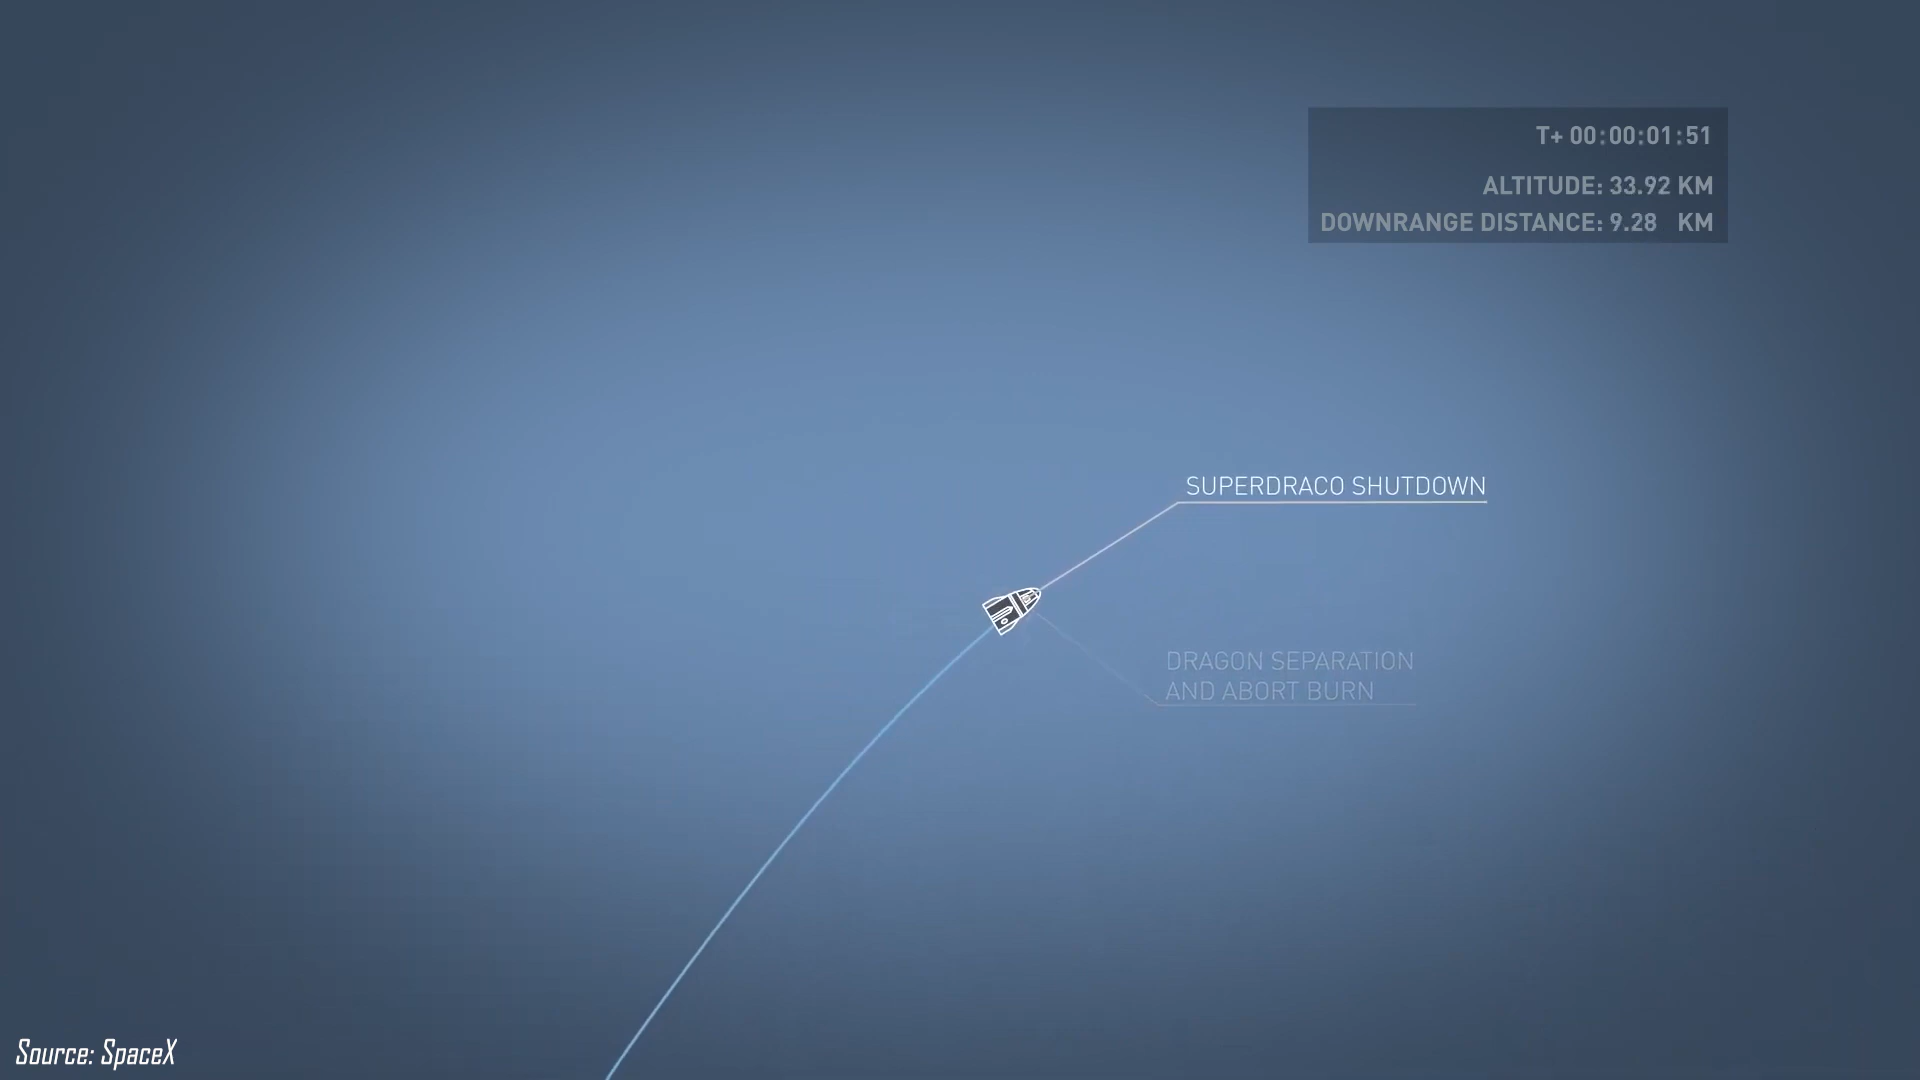 T+ 00:00:01:51
ALTITUDE: 33.92 KM
DOWNRANGE DISTANCE: 9.28 KM
SUPERDRACO SHUTDOWN
DRAGON SEPARATION
AND ABORT BURN
Source: SpaceX